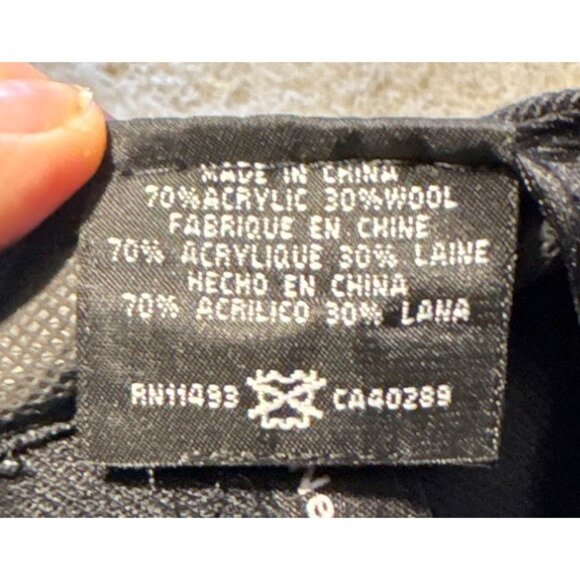 MADE IN CHINA
70% ACRYLIC 30% WOOL
FABRIQUE EN CHINE
70% ACRYLIQUE 30% LAINE
HECHO EN CHINA
70% ACRILICO 30% LANA
RN11493 CA40289
ve